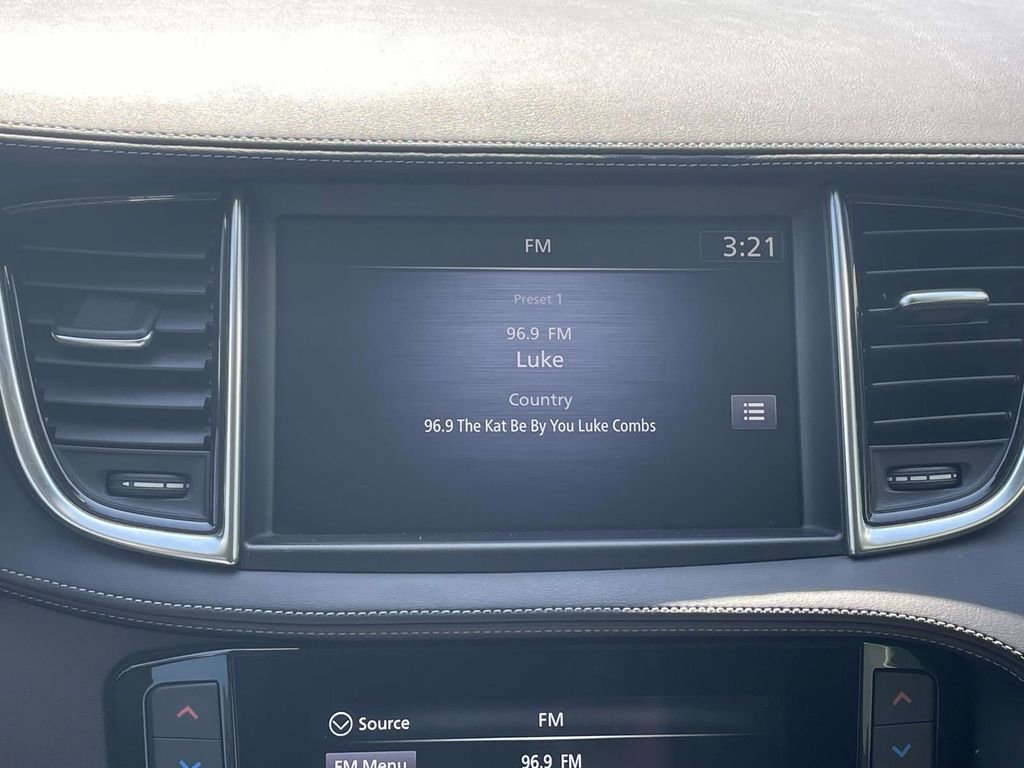 FM
3:21
Preset 1
96.9 FM
Luke
Country
96.9 The Kat Be By You Luke Combs
Source
FM
FM Menu
96.9 FM